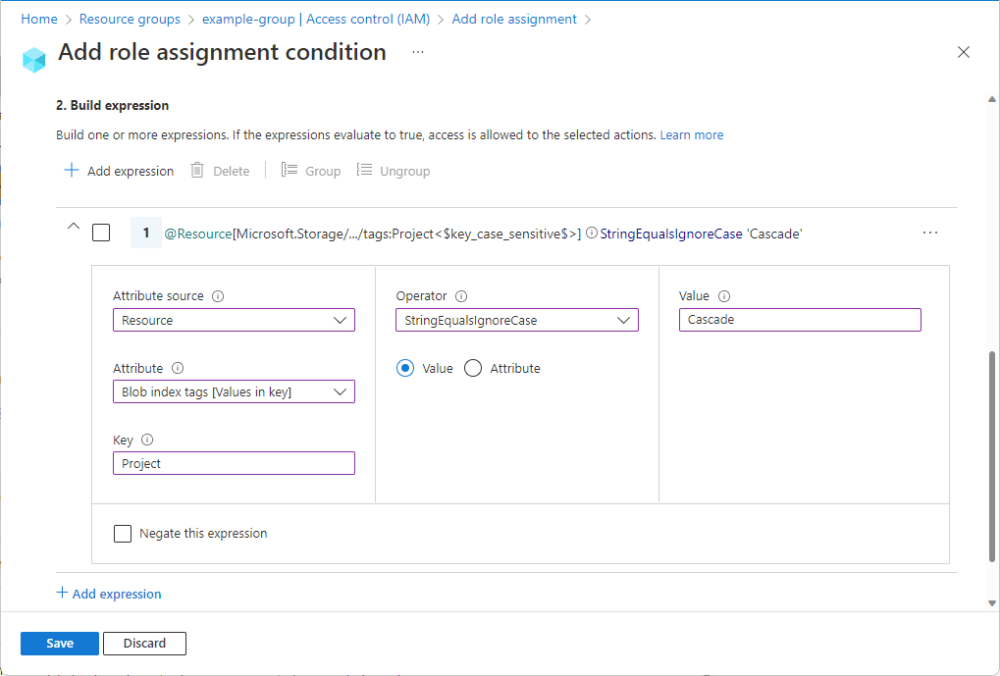 Home > Resource groups > example-group | Access control (IAM) > Add role assignment >
Add role assignment condition ...
2. Build expression
Build one or more expressions. If the expressions evaluate to true, access is allowed to the selected actions. Learn more
Add expression Delete Group Ungroup
1 @Resource[Microsoft.Storage/.../tags:Project<$key_case_sensitive$>] StringEqualsIgnoreCase 'Cascade' ...
Attribute source Operator Value
Resource StringEqualsIgnoreCase Cascade
Attribute Value Attribute
Blob index tags [Values in key]
Key
Project
Negate this expression
+ Add expression
Save Discard